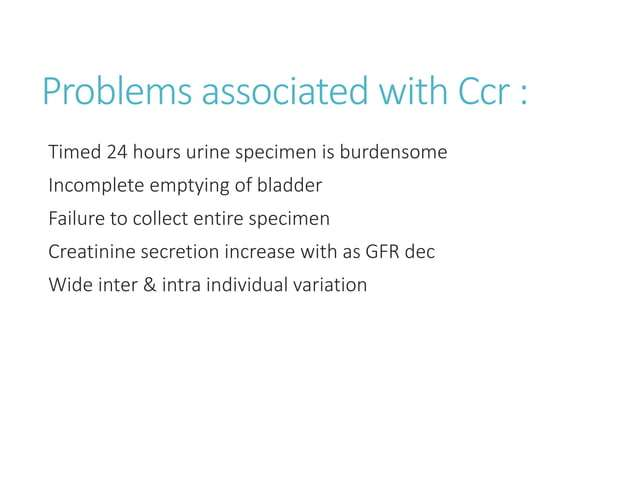 Problems associated with Ccr :
Timed 24 hours urine specimen is burdensome
Incomplete emptying of bladder
Failure to collect entire specimen
Creatinine secretion increase with as GFR dec
Wide inter & intra individual variation